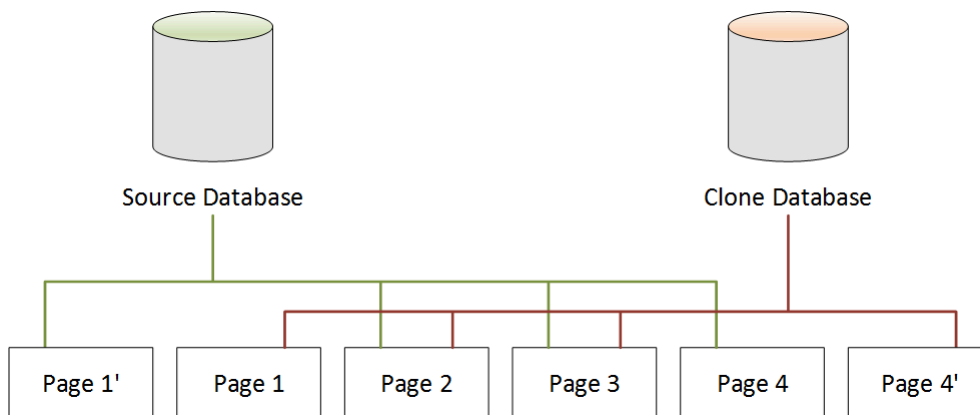 Source Database
Clone Database
Page 1'
Page 1
Page 2
Page 3
Page 4
Page 4'